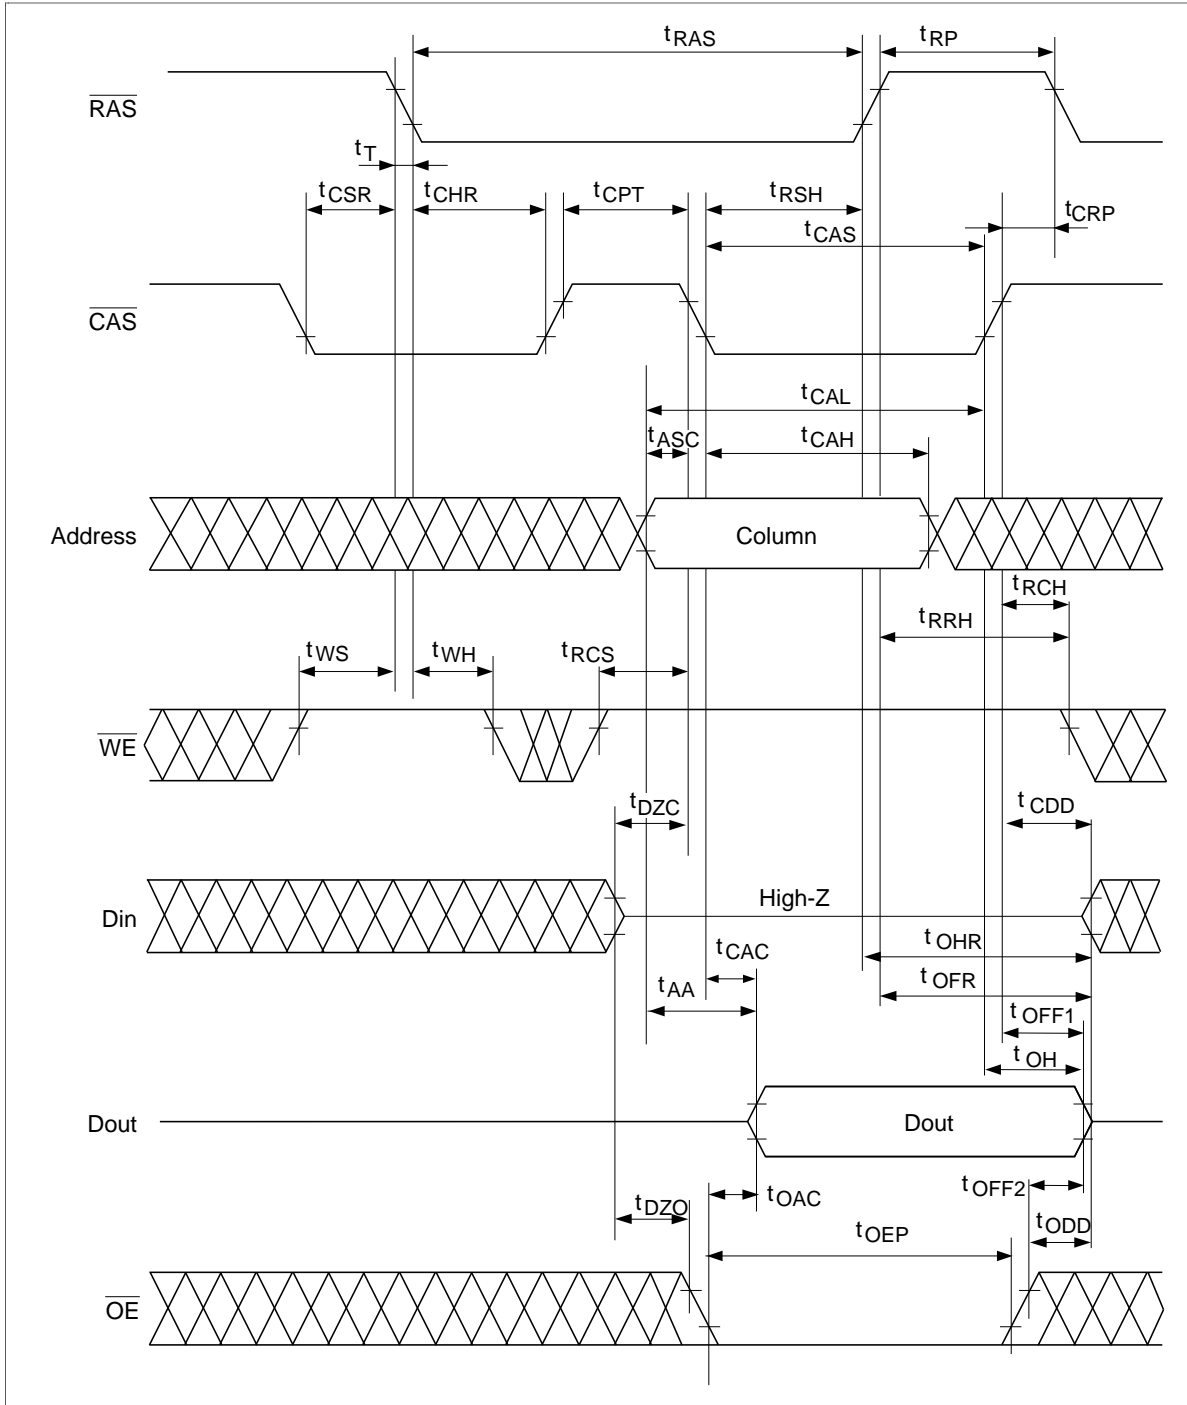 tRAS
tRP
RAS
tT
tCSR
tCHR
tCPT
tRSH
tCRP
tCAS
CAS
tCAL
tASC
tCAH
Address
Column
tRCH
tRRH
tWS
tWH
tRCS
WE
tDZC
tCDD
Din
High-Z
tCAC
tOHR
tAA
tOFR
tOFF1
tOH
Dout
Dout
tDZO
tOAC
tOFF2
tOEP
tODD
OE